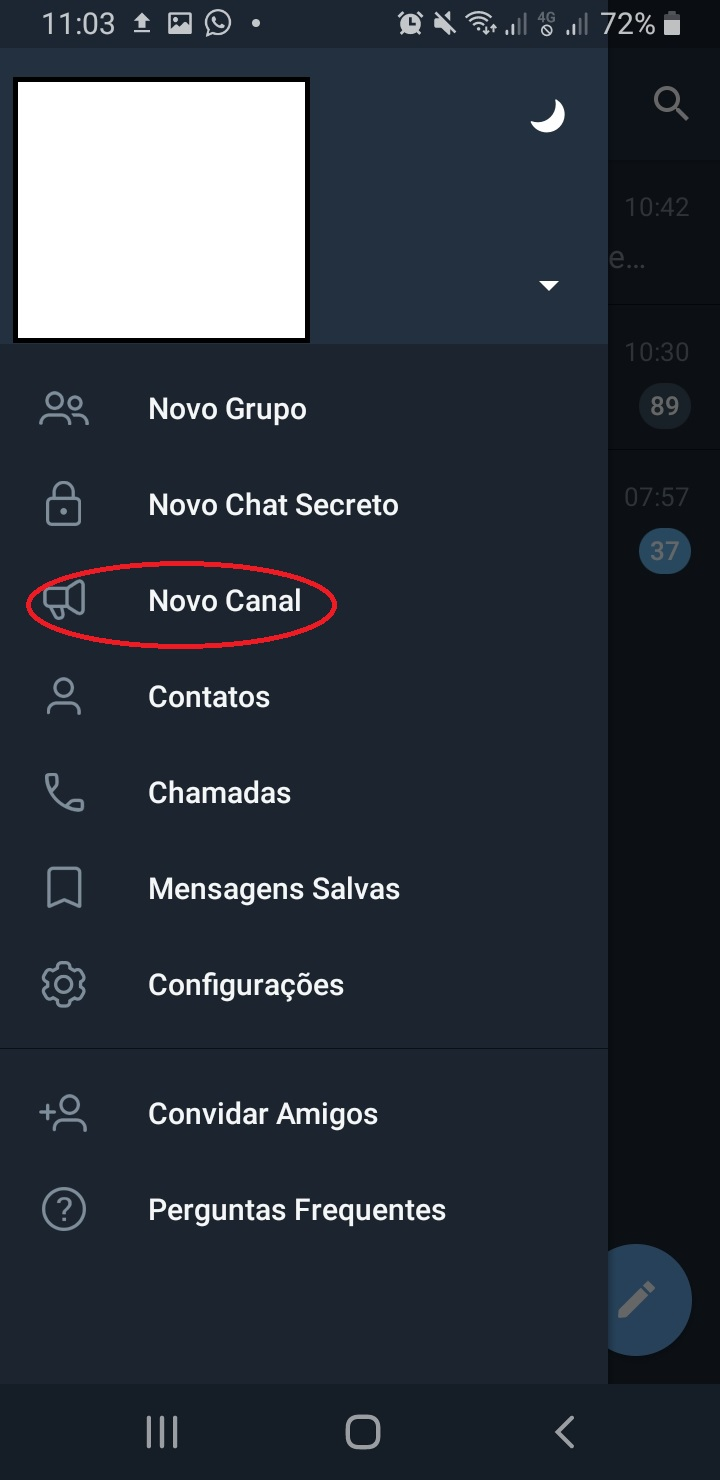 11:03 4G 72%
10:42
e...
10:30
89
07:57
37
Novo Grupo
Novo Chat Secreto
Novo Canal
Contatos
Chamadas
Mensagens Salvas
Configurações
Convidar Amigos
Perguntas Frequentes